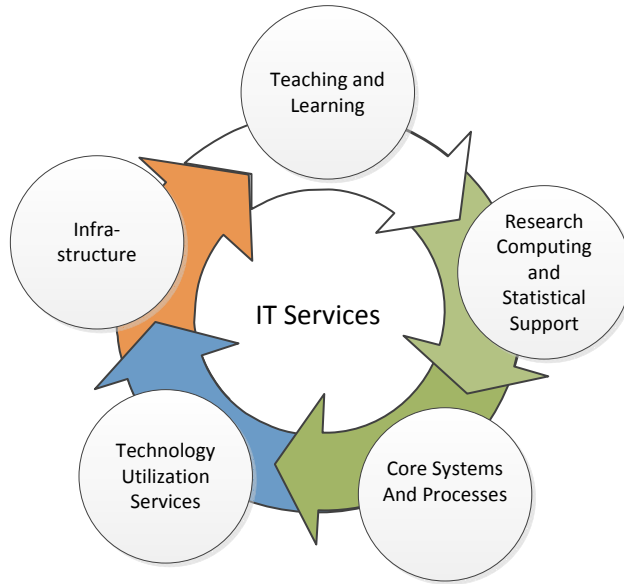 Teaching and
Learning
Research
Computing
and
Statistical
Support
Core Systems
And Processes
Technology
Utilization
Services
Infra-
structure
IT Services